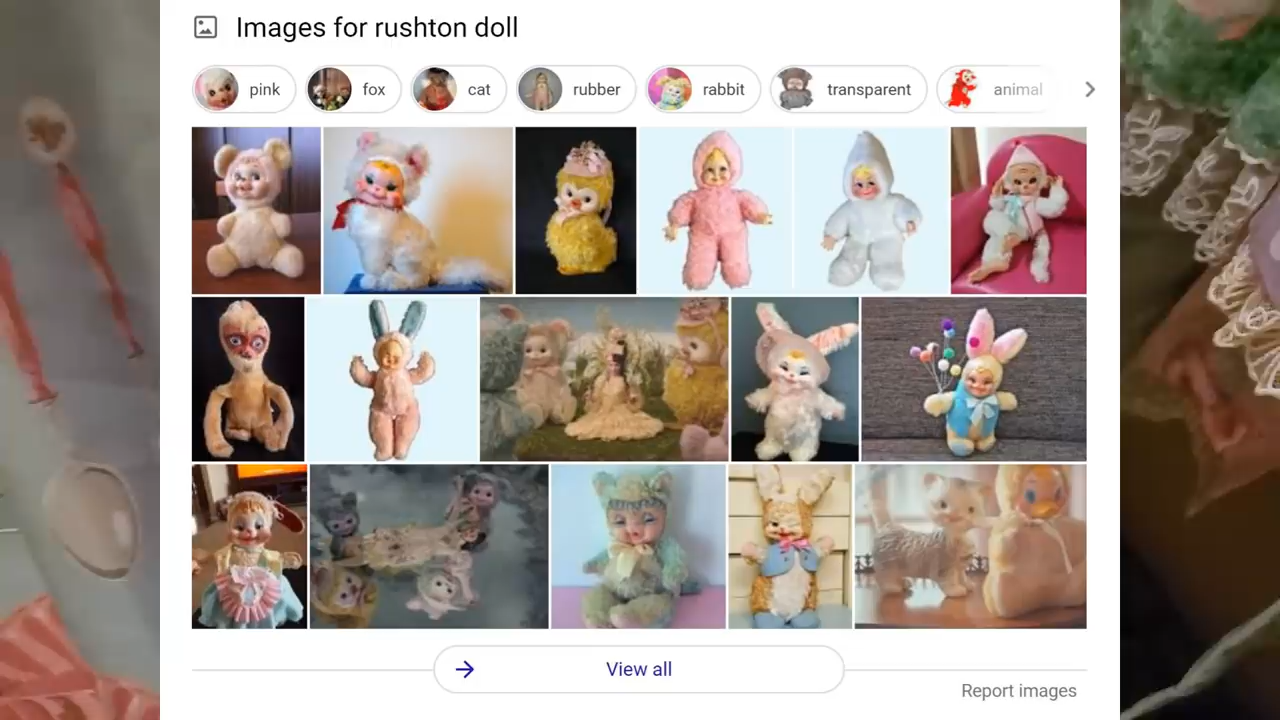 Images for rushton doll
pink
fox
cat
rubber
rabbit
transparent
animal
View all
Report images